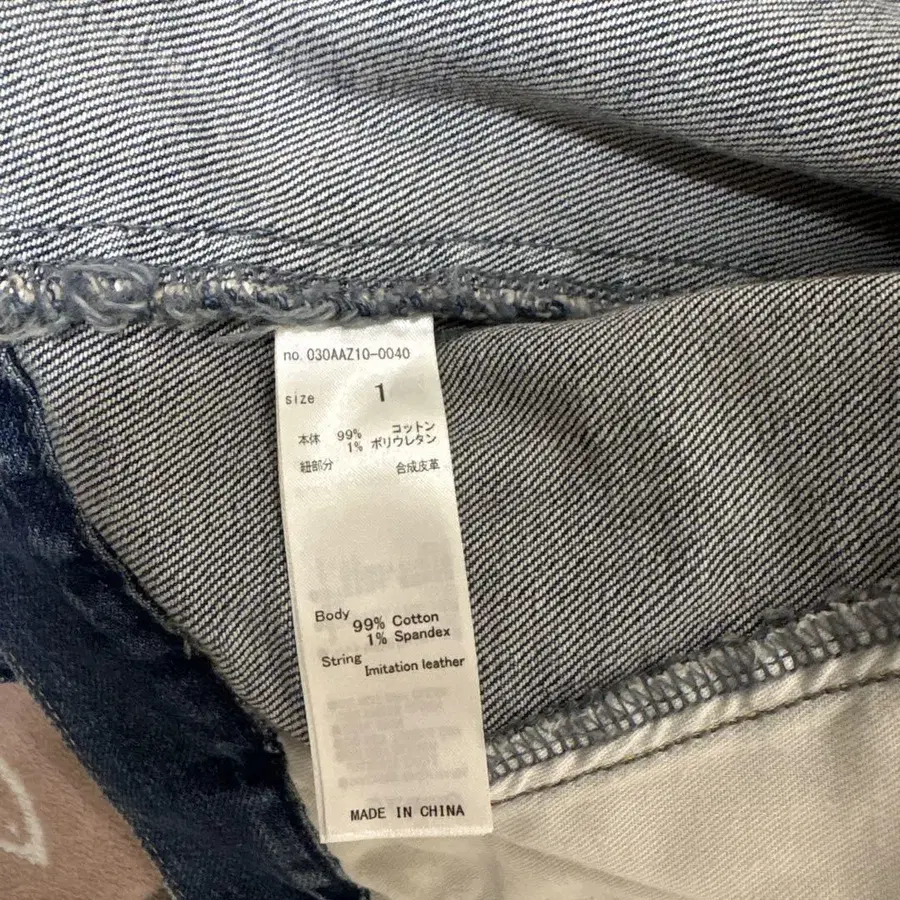 no. 030AAZ10-0040
size 1
本体 99% コットン
1% ポリウレタン
紐部分 合成皮革
Body 99% Cotton
1% Spandex
String Imitation leather
MADE IN CHINA